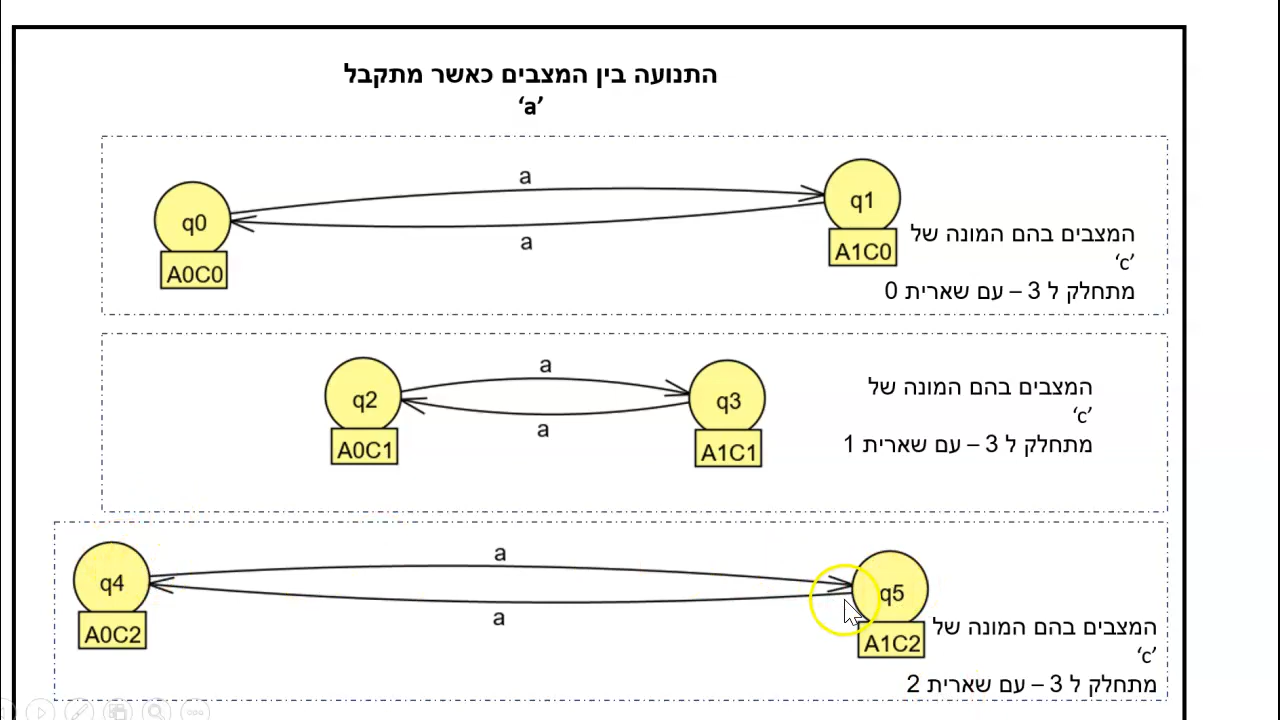 התנועה בין המצבים כאשר מתקבל
‘a’
a
q0
q1
a
A0C0
A1C0
המצבים בהם המונה של
‘c’
מתחלק ל 3 – עם שארית 0
a
q2
q3
a
A0C1
A1C1
המצבים בהם המונה של
‘c’
מתחלק ל 3 – עם שארית 1
a
q4
q5
a
A0C2
A1C2
המצבים בהם המונה של
‘c’
מתחלק ל 3 – עם שארית 2